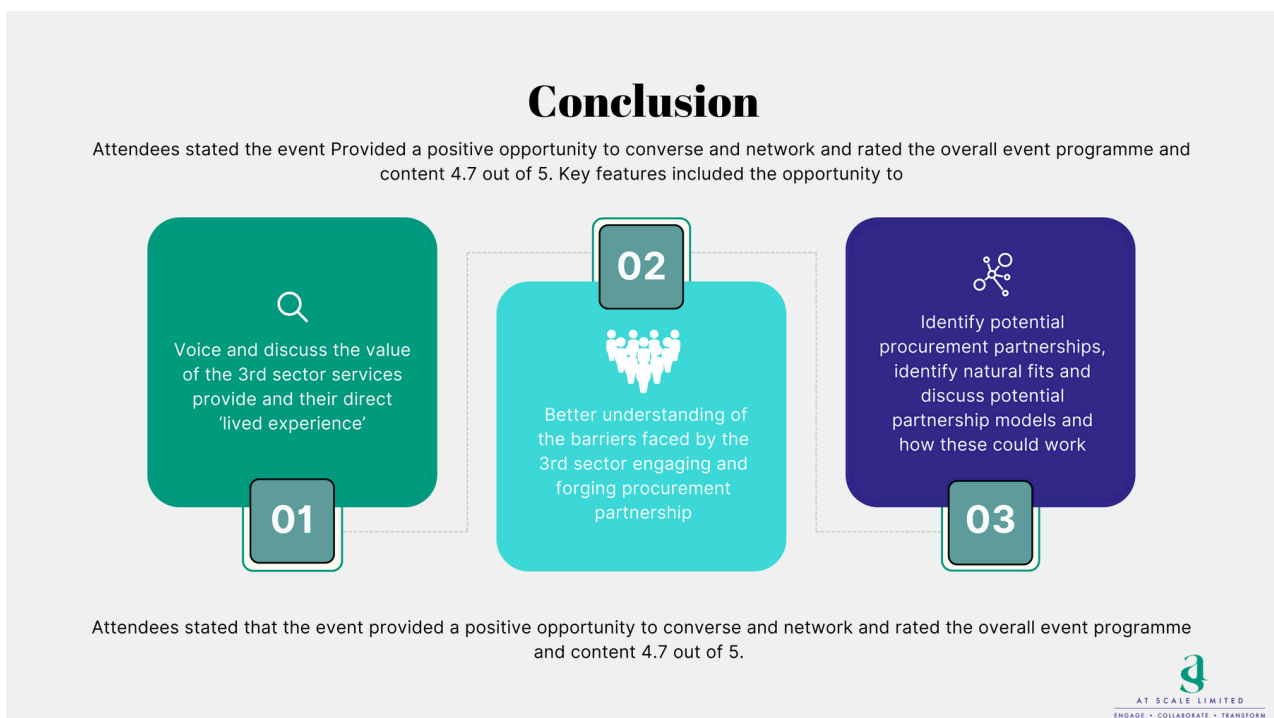 Conclusion
Attendees stated the event Provided a positive opportunity to converse and network and rated the overall event programme and
content 4.7 out of 5. Key features included the opportunity to
Voice and discuss the value
of the 3rd sector services
provide and their direct
‘lived experience’
01
02
Better understanding of
the barriers faced by the
3rd sector engaging and
forging procurement
partnership
Identify potential
procurement partnerships,
identify natural fits and
discuss potential
partnership models and
how these could work
03
Attendees stated that the event provided a positive opportunity to converse and network and rated the overall event programme
and content 4.7 out of 5.
as
AT SCALE LIMITED
ENGAGE • COLLABORATE • TRANSFORM